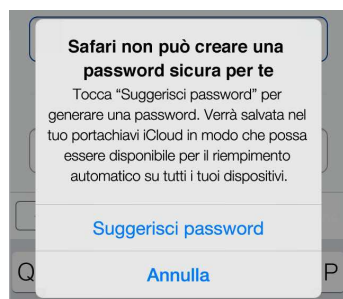 Safari non può creare una
password sicura per te
Tocca “Suggerisci password” per
generare una password. Verrà salvata nel
tuo portachiavi iCloud in modo che possa
essere disponibile per il riempimento
automatico su tutti i tuoi dispositivi.
Suggerisci password
Annulla
Q P